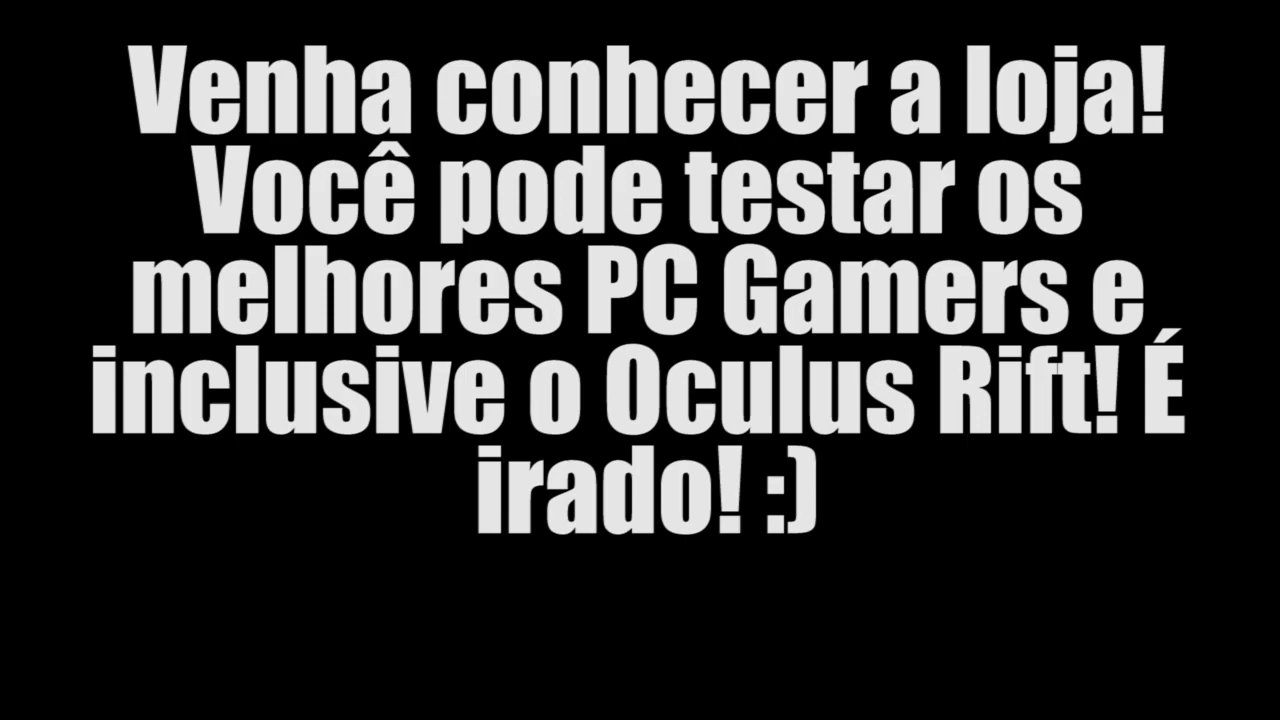 Venha conhecer a loja!
Você pode testar os
melhores PC Gamers e
inclusive o Oculus Rift! É
irado! :)